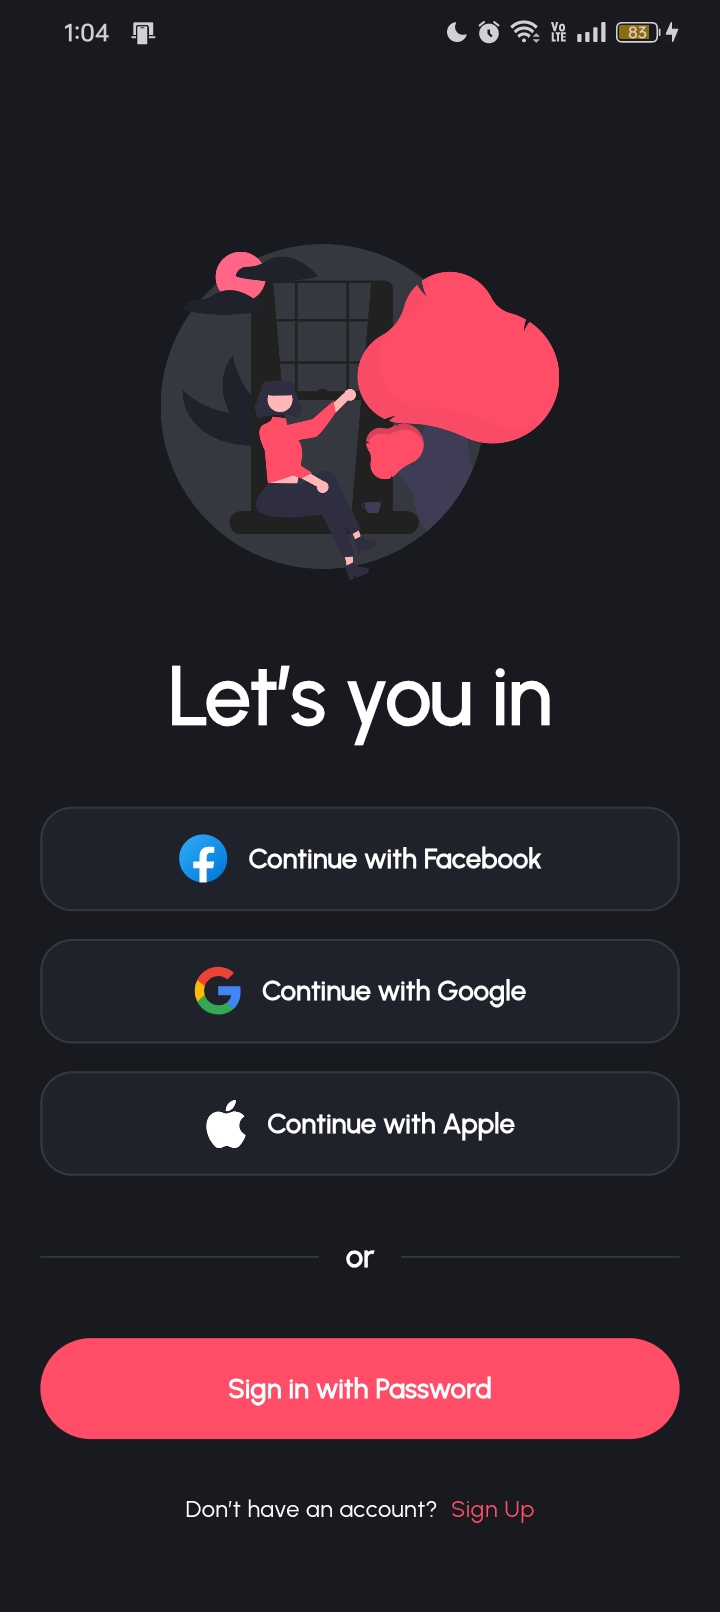 1:04
Vo
LTE
83
Let's you in
Continue with Facebook
Continue with Google
Continue with Apple
or
Sign in with Password
Don't have an account? Sign Up